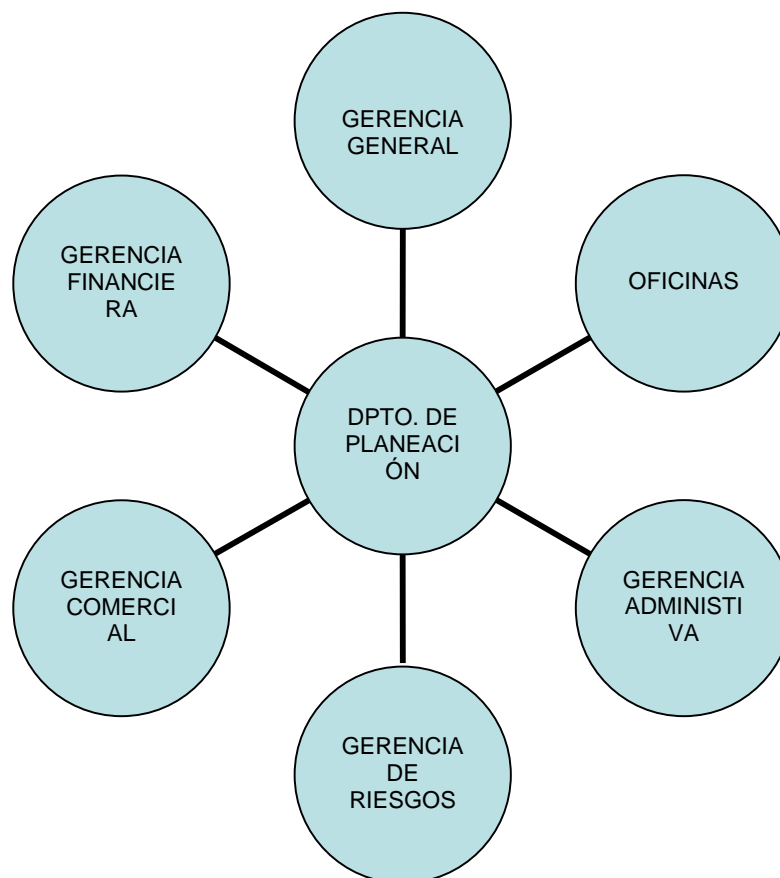 GERENCIA
GENERAL
GERENCIA
FINANCIE
RA
OFICINAS
DPTO. DE
PLANEACI
ÓN
GERENCIA
COMERCI
AL
GERENCIA
ADMINISTI
VA
GERENCIA
DE
RIESGOS